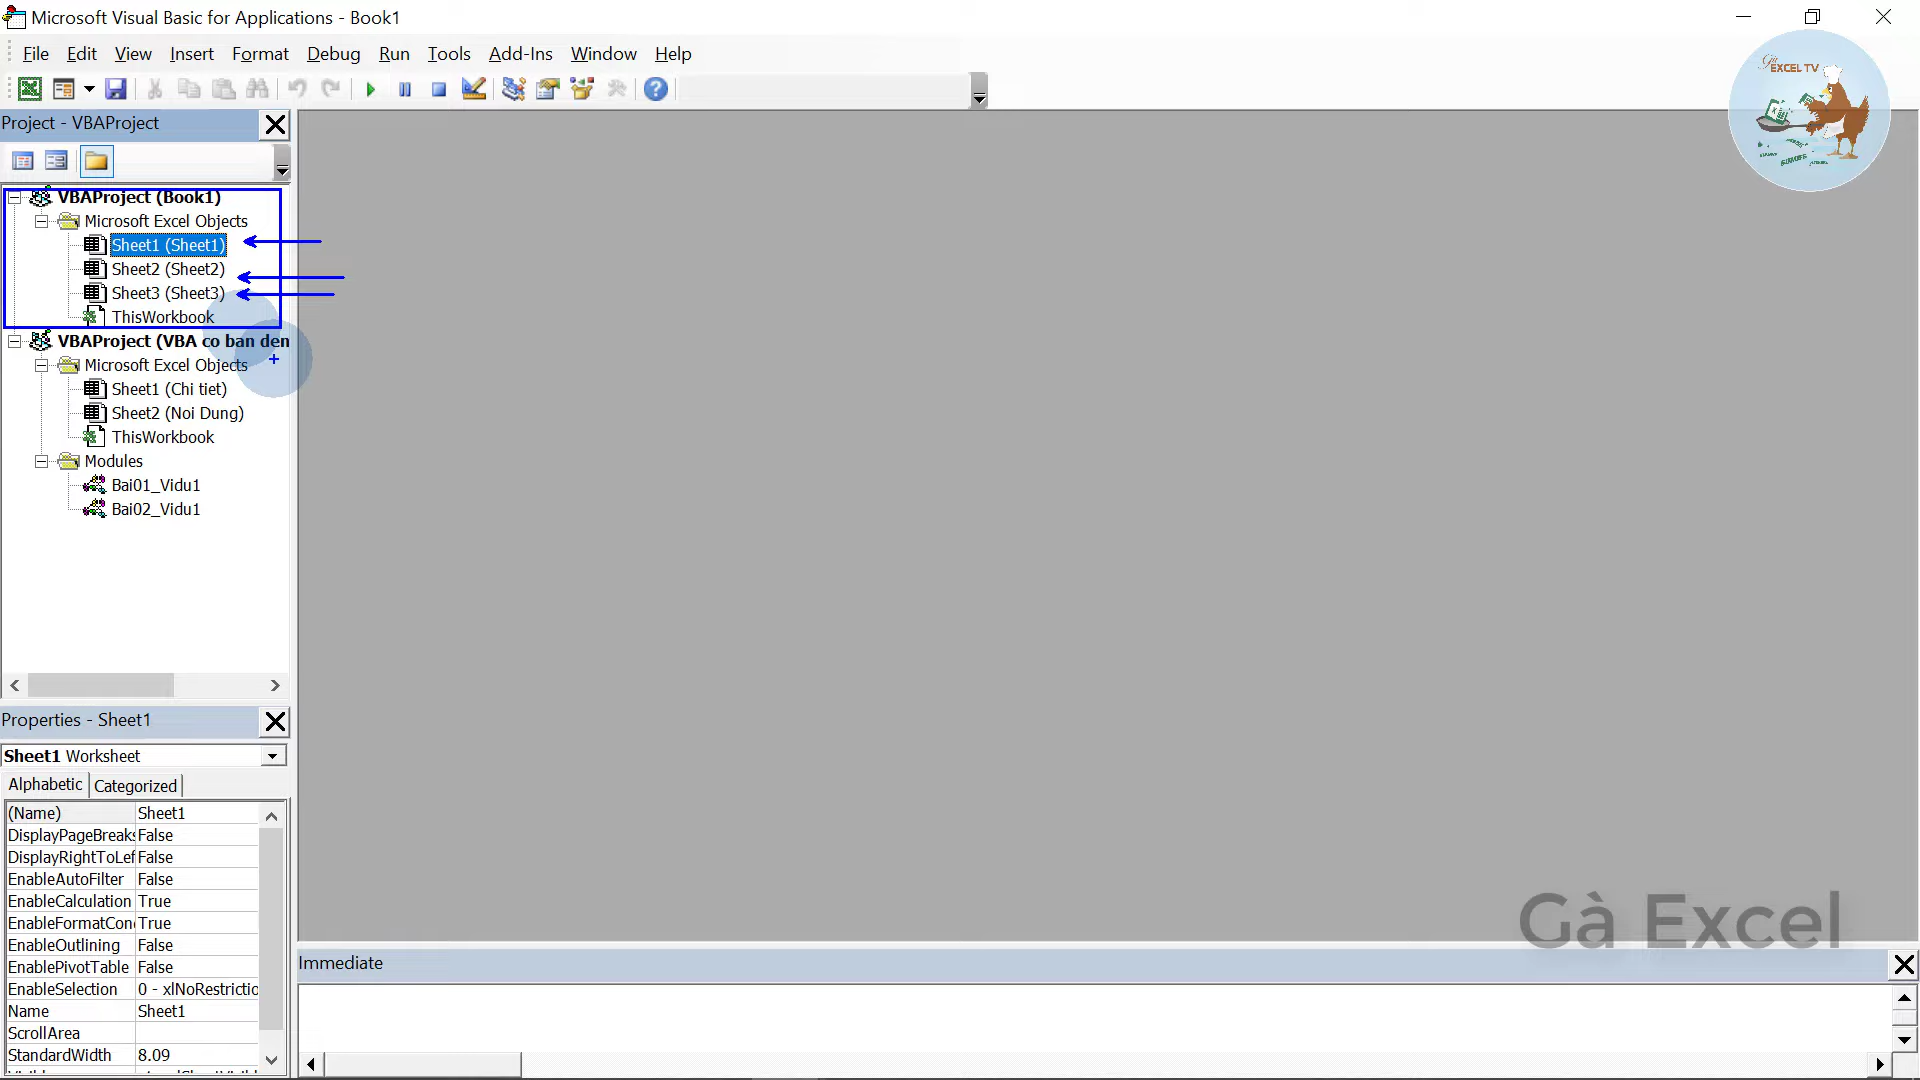 Microsoft Visual Basic for Applications - Book1
File Edit View Insert Format Debug Run Tools Add-Ins Window Help
EXCEL TV
Project - VBAProject
VBAProject (Book1)
Microsoft Excel Objects
Sheet1 (Sheet1)
Sheet2 (Sheet2)
Sheet3 (Sheet3)
ThisWorkbook
VBAProject (VBA co ban den
Microsoft Excel Objects
Sheet1 (Chi tiet)
Sheet2 (Noi Dung)
ThisWorkbook
Modules
Bai01_Vidu1
Bai02_Vidu1
Properties - Sheet1
Sheet1 Worksheet
Alphabetic Categorized
(Name) Sheet1
DisplayPageBreaks False
DisplayRightToLef False
EnableAutoFilter False
EnableCalculation True
EnableFormatCon True
EnableOutlining False
EnablePivotTable False
EnableSelection 0 - xlNoRestrictio
Name Sheet1
ScrollArea
StandardWidth 8.09
Gà Excel
Immediate